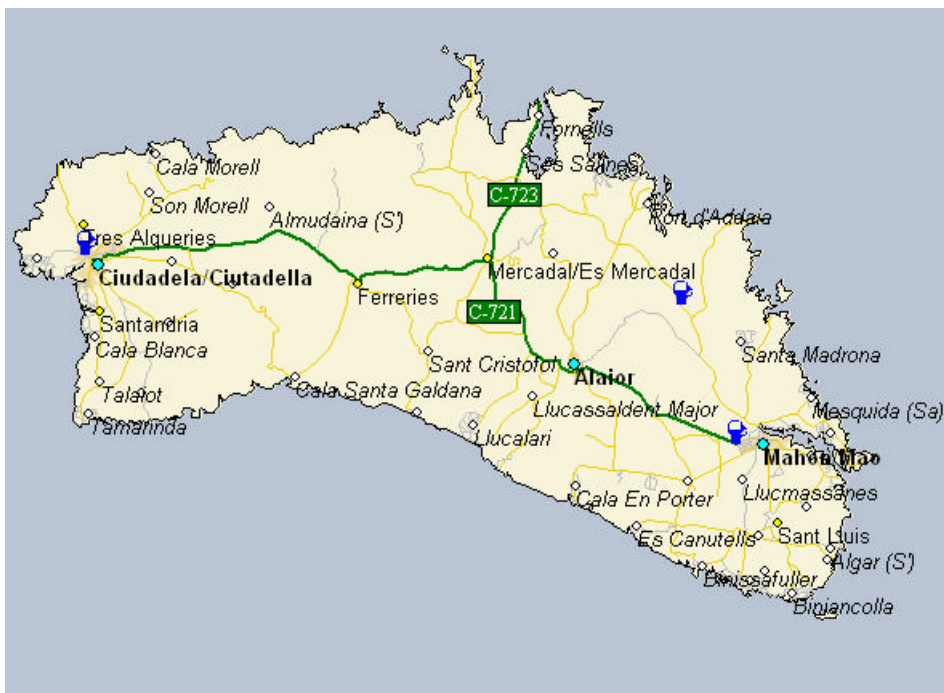 Fornells
Ses Salines
Cala Morell
C-723
Son Morell
Almudaina (S')
Port d'Addaia
Tres Alqueries
Mercadal/Es Mercadal
Ciudadela/Ciutadella
Ferreries
C-721
Santandria
Cala Blanca
Sant Cristofol
Santa Madrona
Alaior
Talalot
Cala Santa Galdana
Llucassaldent Major
Mesquida (Sa)
Tamarinda
Llucalari
Mahón Mao
Cala En Porter
Llucmassanes
Es Canutells
Sant Lluis
Algar (S')
Binissafuller
Biniancolla